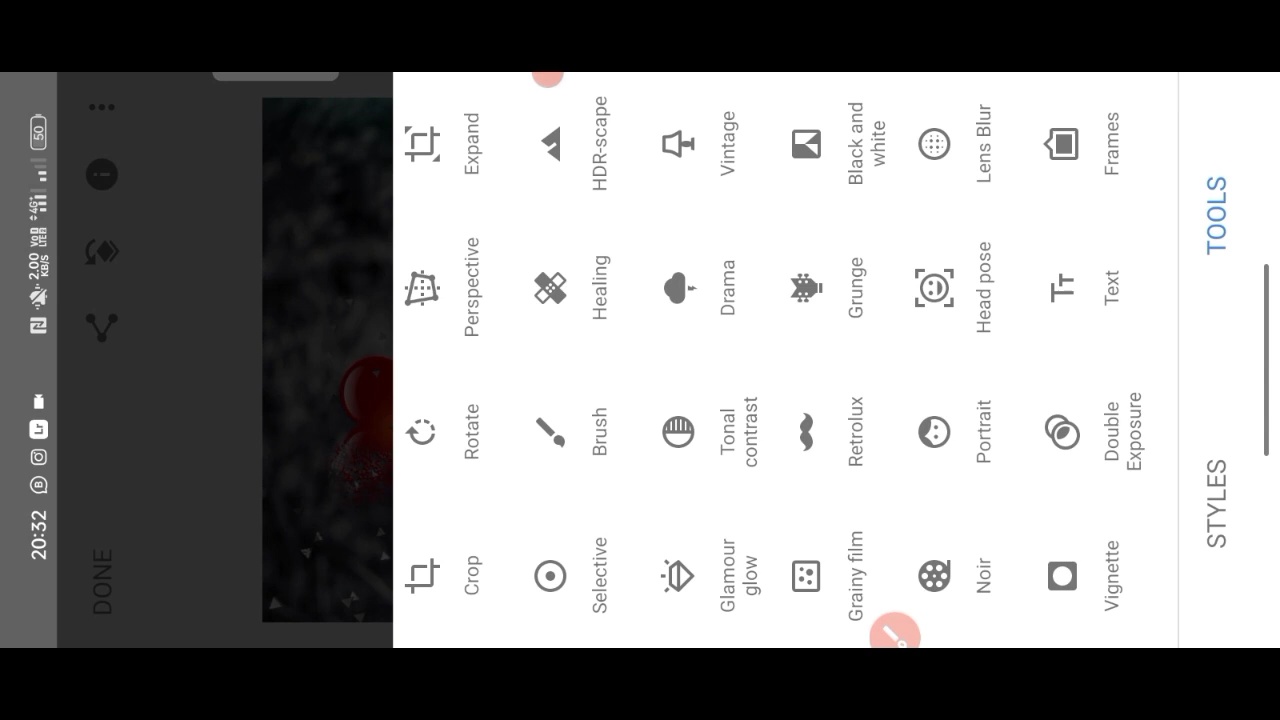 20:32
2.00
KB/S
Vo))
LTE
4G+
50
DONE
Crop
Rotate
Perspective
Expand
Selective
Brush
Healing
HDR-scape
Glamour
glow
Tonal
contrast
Drama
Vintage
Grainy film
Retrolux
Grunge
Black and
white
Noir
Portrait
Head pose
Lens Blur
Vignette
Double
Exposure
Text
Frames
STYLES
TOOLS